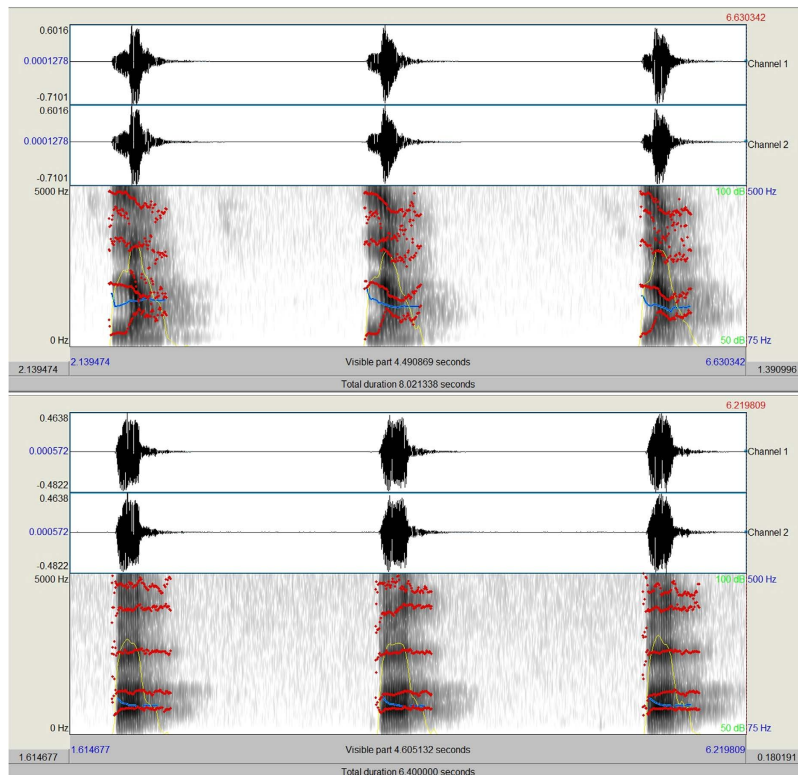 6.630342
0.6016
0.0001278
Channel 1
-0.7101
0.6016
0.0001278
Channel 2
-0.7101
5000 Hz 100 dB 500 Hz
0 Hz 50 dB 75 Hz
2.139474 2.139474 Visible part 4.490869 seconds 6.630342 1.390996
Total duration 8.021338 seconds
6.219809
0.4638
0.000572
Channel 1
-0.4822
0.4638
0.000572
Channel 2
-0.4822
5000 Hz 100 dB 500 Hz
0 Hz 50 dB 75 Hz
1.614677 1.614677 Visible part 4.605132 seconds 6.219809 0.180191
Total duration 6.400000 seconds